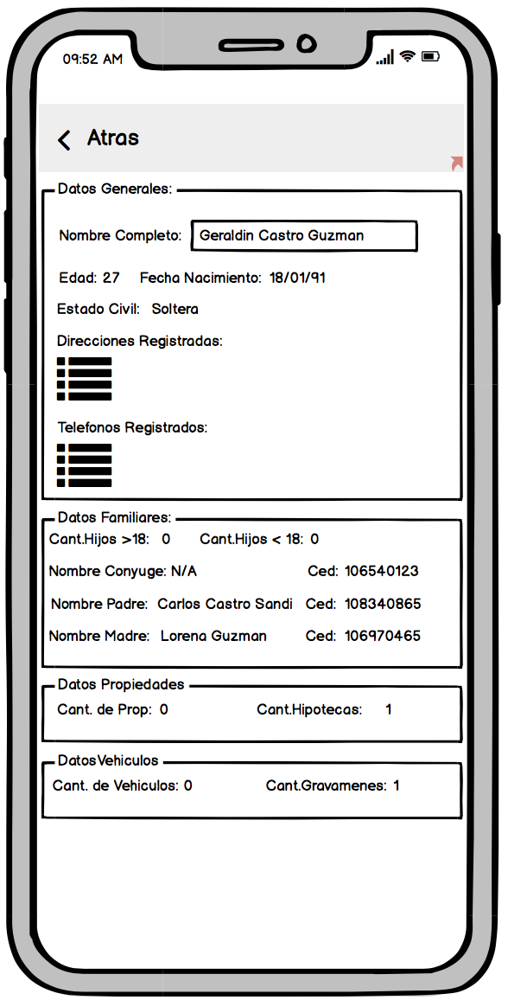 09:52 AM
Atras
Datos Generales:
Nombre Completo: Geraldin Castro Guzman
Edad: 27 Fecha Nacimiento: 18/01/91
Estado Civil: Soltera
Direcciones Registradas:
Telefonos Registrados:
Datos Familiares:
Cant.Hijos >18: 0 Cant.Hijos < 18: 0
Nombre Conyuge: N/A Ced: 106540123
Nombre Padre: Carlos Castro Sandi Ced: 108340865
Nombre Madre: Lorena Guzman Ced: 106970465
Datos Propiedades
Cant. de Prop: 0 Cant.Hipotecas: 1
DatosVehiculos
Cant. de Vehiculos: 0 Cant.Gravamenes: 1